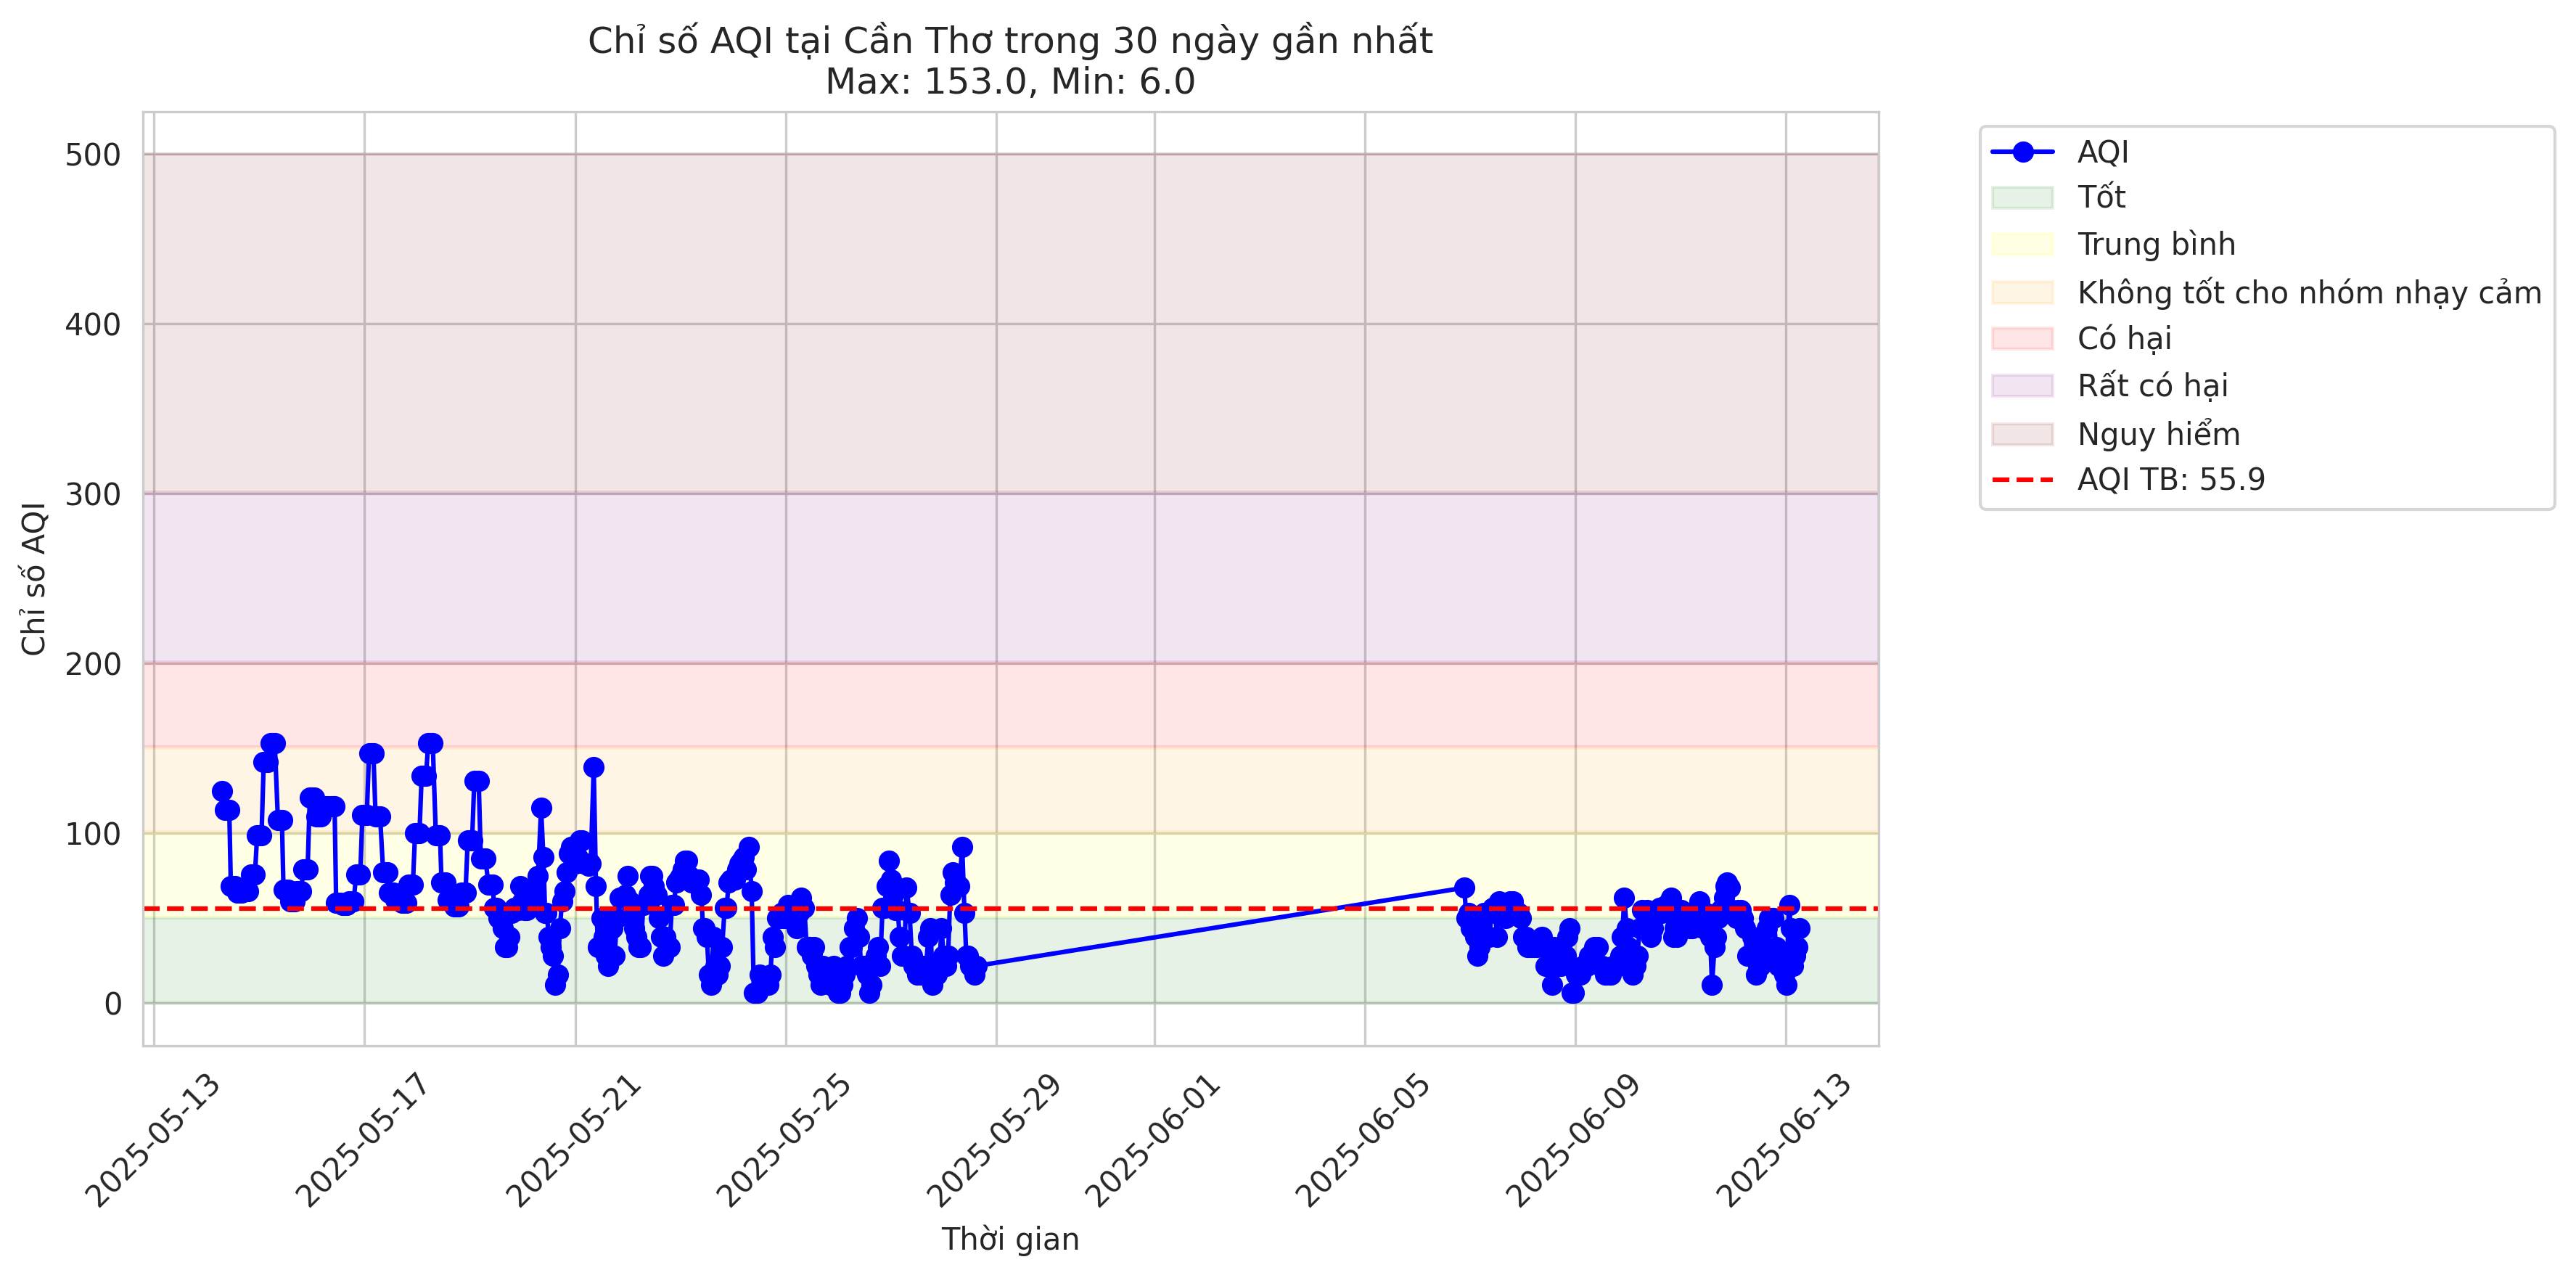 Chỉ số AQI tại Cần Thơ trong 30 ngày gần nhất
Max: 153.0, Min: 6.0
Chỉ số AQI
500
400
300
200
100
0
2025-05-13
2025-05-17
2025-05-21
2025-05-25
2025-05-29
2025-06-01
2025-06-05
2025-06-09
2025-06-13
Thời gian
AQI
Tốt
Trung bình
Không tốt cho nhóm nhạy cảm
Có hại
Rất có hại
Nguy hiểm
AQI TB: 55.9